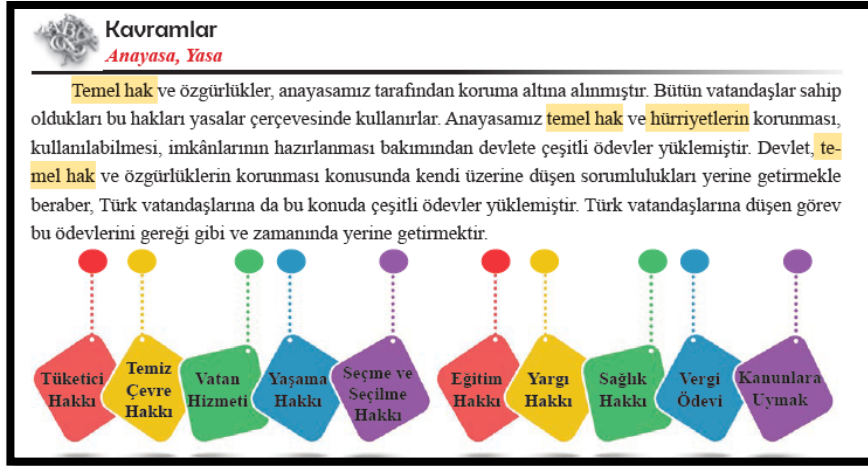 Kavramlar
Anayasa, Yasa
Temel hak ve özgürlükler, anayasamız tarafından koruma altına alınmıştır. Bütün vatandaşlar sahip
oldukları bu hakları yasalar çerçevesinde kullanırlar. Anayasamız temel hak ve hürriyetlerin korunması,
kullanılabilmesi, imkânlarının hazırlanması bakımından devlete çeşitli ödevler yüklemiştir. Devlet, te-
mel hak ve özgürlüklerin korunması konusunda kendi üzerine düşen sorumlulukları yerine getirmekle
beraber, Türk vatandaşlarına da bu konuda çeşitli ödevler yüklemiştir. Türk vatandaşlarına düşen görev
bu ödevlerini gereği gibi ve zamanında yerine getirmektir.
Tüketici
Hakkı
Temiz
Çevre
Hakkı
Vatan
Hizmeti
Yaşama
Hakkı
Seçme ve
Seçilme
Hakkı
Eğitim
Hakkı
Yargı
Hakkı
Sağlık
Hakkı
Vergi
Ödevi
Kanunlara
Uymak